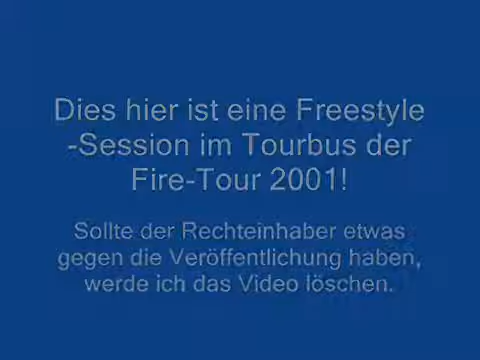 Dies hier ist eine Freestyle
-Session im Tourbus der
Fire-Tour 2001!
Sollte der Rechteinhaber etwas
gegen die Veröffentlichung haben,
werde ich das Video löschen.